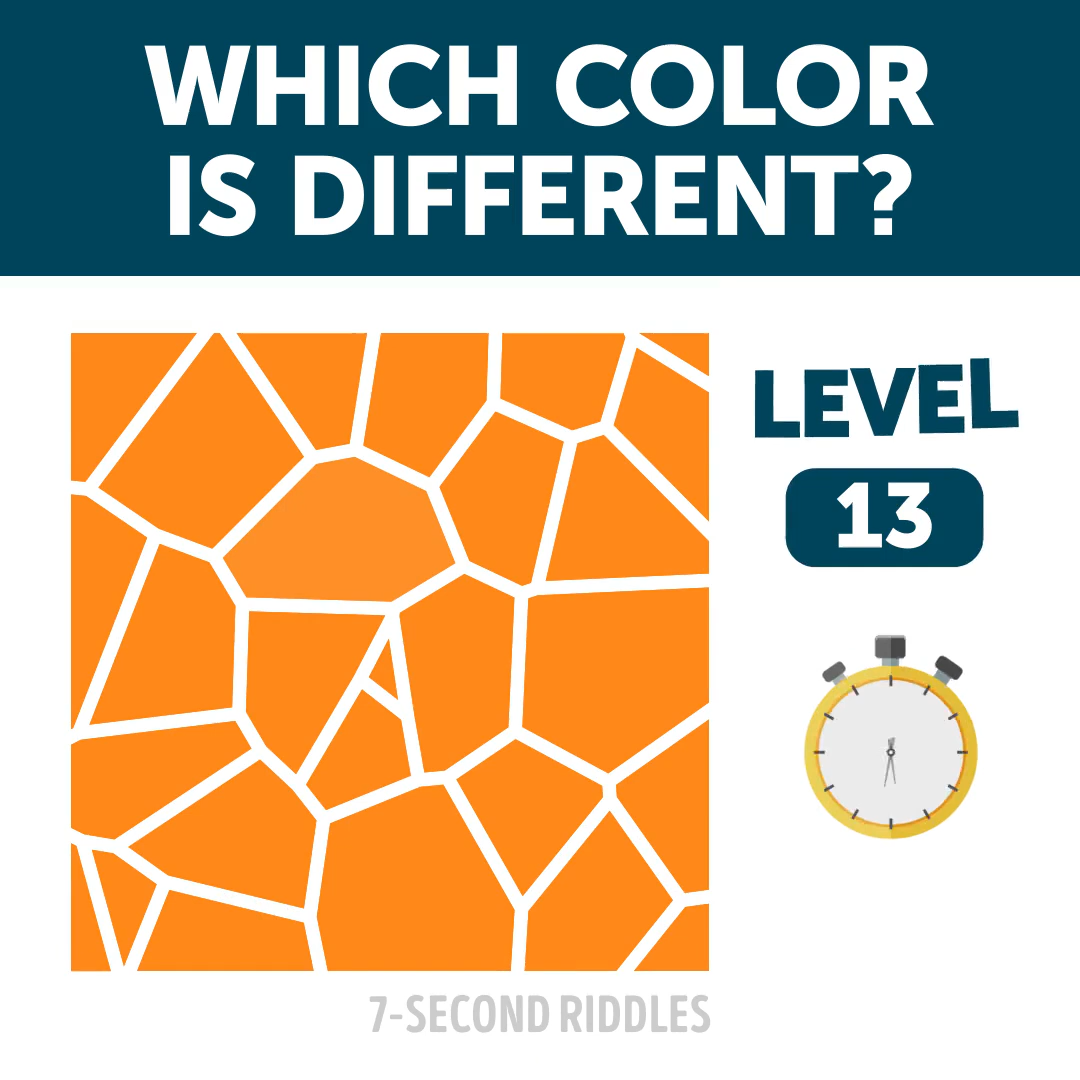 WHICH COLOR
IS DIFFERENT?
LEVEL
13
7-SECOND RIDDLES